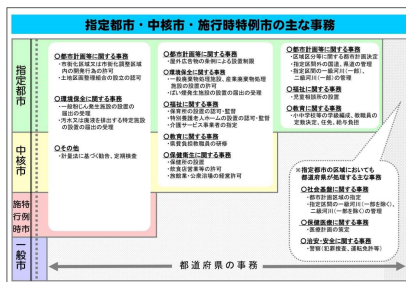 指定都市・中核市・施行時特例市の主な事務
指定都市
中核市
施行時特例市
一般市
○都市計画等に関する事務
・市街化区域又は市街化調整区域内の開発行為の許可
・土地区画整理組合の設立の認可
○環境保全に関する事務
・一般粉じん発生施設の設置の届出の受理
・汚水又は廃液を排出する特定施設の設置の届出の受理
○その他
・計量法に基づく勧告、定期検査
○都市計画等に関する事務
・屋外広告物の条例による設置制限
○環境保全に関する事務
・一般廃棄物処理施設、産業廃棄物処理施設の設置の許可
・ばい煙発生施設の設置の届出の受理
○福祉に関する事務
・保育所の設置の認可・監督
・特別養護老人ホームの設置の認可・監督
・介護サービス事業者の指定
○教育に関する事務
・県費負担教職員の研修
○保健衛生に関する事務
・保健所の設置
・飲食店営業等の許可
・旅館業・公衆浴場の経営許可
○都市計画等に関する事務
・区域区分等に関する都市計画決定
・指定区間外の国道、県道の管理
・指定区間の一級河川(一部)、二級河川(一部)の管理
○福祉に関する事務
・児童相談所の設置
○教育に関する事務
・小中学校等の学級編成、教職員の定数決定、任命、給与負担
※指定都市の区域においても都道府県が処理する主な事務
○社会基盤に関する事務
・都市計画区域の指定
・指定区間の一級河川(一部を除く)、二級河川(一部を除く)の管理
○保健医療に関する事務
・医療計画の策定
○治安・安全に関する事務
・警察(犯罪捜査、運転免許等)
都道府県の事務